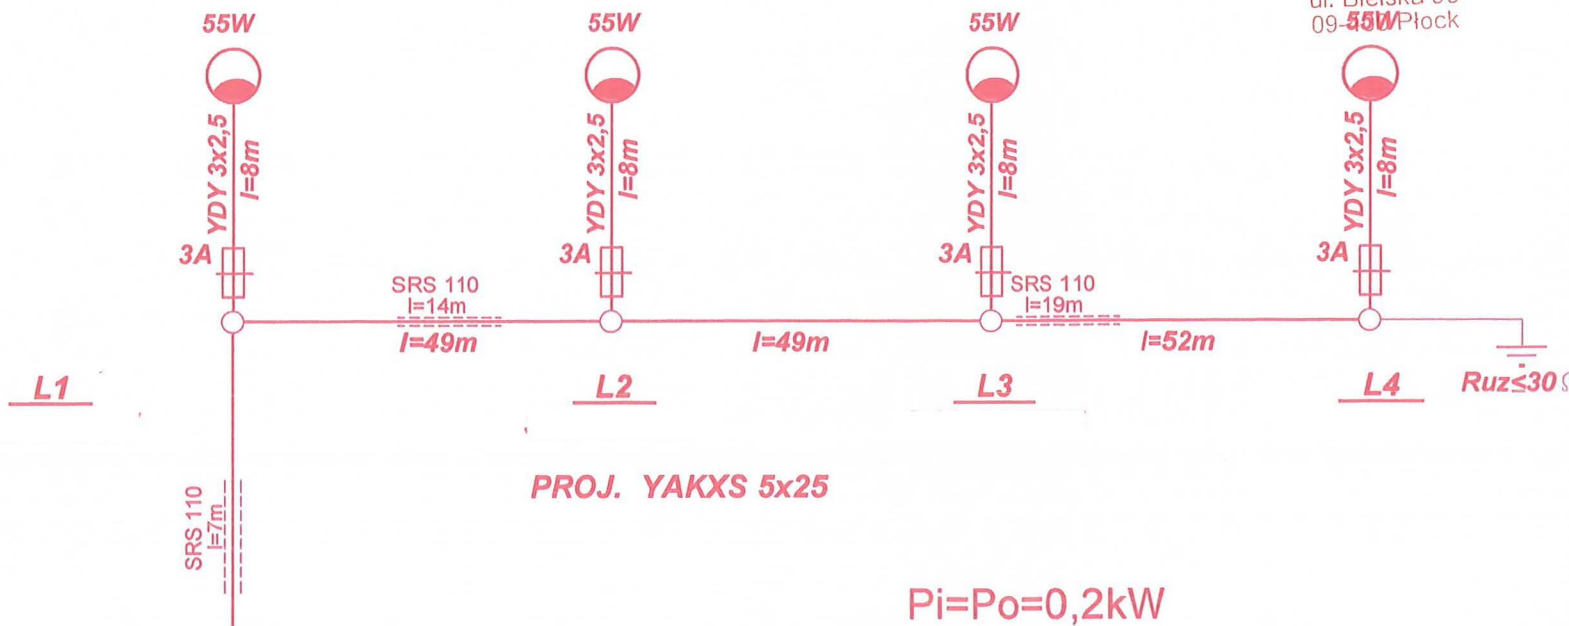 09- Płock
55W
55W
55W
55W
YDY 3x2,5
l=8m
YDY 3x2,5
l=8m
YDY 3x2,5
l=8m
YDY 3x2,5
l=8m
3A
3A
3A
3A
SRS 110
l=14m
SRS 110
l=19m
l=49m
l=49m
l=52m
L1
L2
L3
L4
Ruz≤30Ω
PROJ. YAKXS 5x25
SRS 110
l=7m
Pi=Po=0,2kW